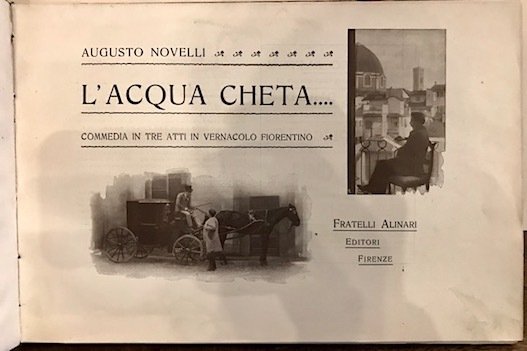 AUGUSTO NOVELLI
L'ACQUA CHETA....
COMMEDIA IN TRE ATTI IN VERNACOLO FIORENTINO
FRATELLI ALINARI
EDITORI
FIRENZE